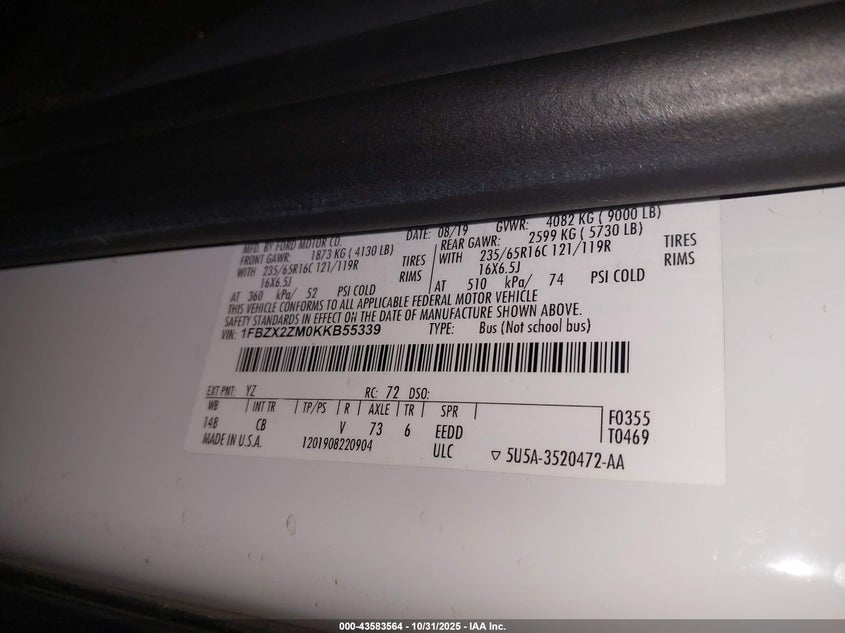 MFD. BY FORD MOTOR CO. DATE: 08/19 GVWR: 4082 KG ( 9000 LB)
FRONT GAWR: 1873 KG ( 4130 LB) REAR GAWR: 2599 KG ( 5730 LB)
WITH 235/65R16C 121/119R TIRES WITH 235/65R16C 121/119R TIRES
16X6.5J RIMS 16X6.5J RIMS
AT 360 kPa/ 52 PSI COLD AT 510 kPa/ 74 PSI COLD
THIS VEHICLE CONFORMS TO ALL APPLICABLE FEDERAL MOTOR VEHICLE
SAFETY STANDARDS IN EFFECT ON THE DATE OF MANUFACTURE SHOWN ABOVE.
VIN: 1FBZX2ZM0KKB55339 TYPE: Bus (Not school bus)
EXT PNT: YZ RC: 72 DSO:
WB INT TR TP/PS R AXLE TR SPR F0355
148 CB V 73 6 EEDD T0469
MADE IN U.S.A. 1201908220904 ULC ▽ 5U5A-3520472-AA
000-43583564 - 10/31/2025 - IAA Inc.